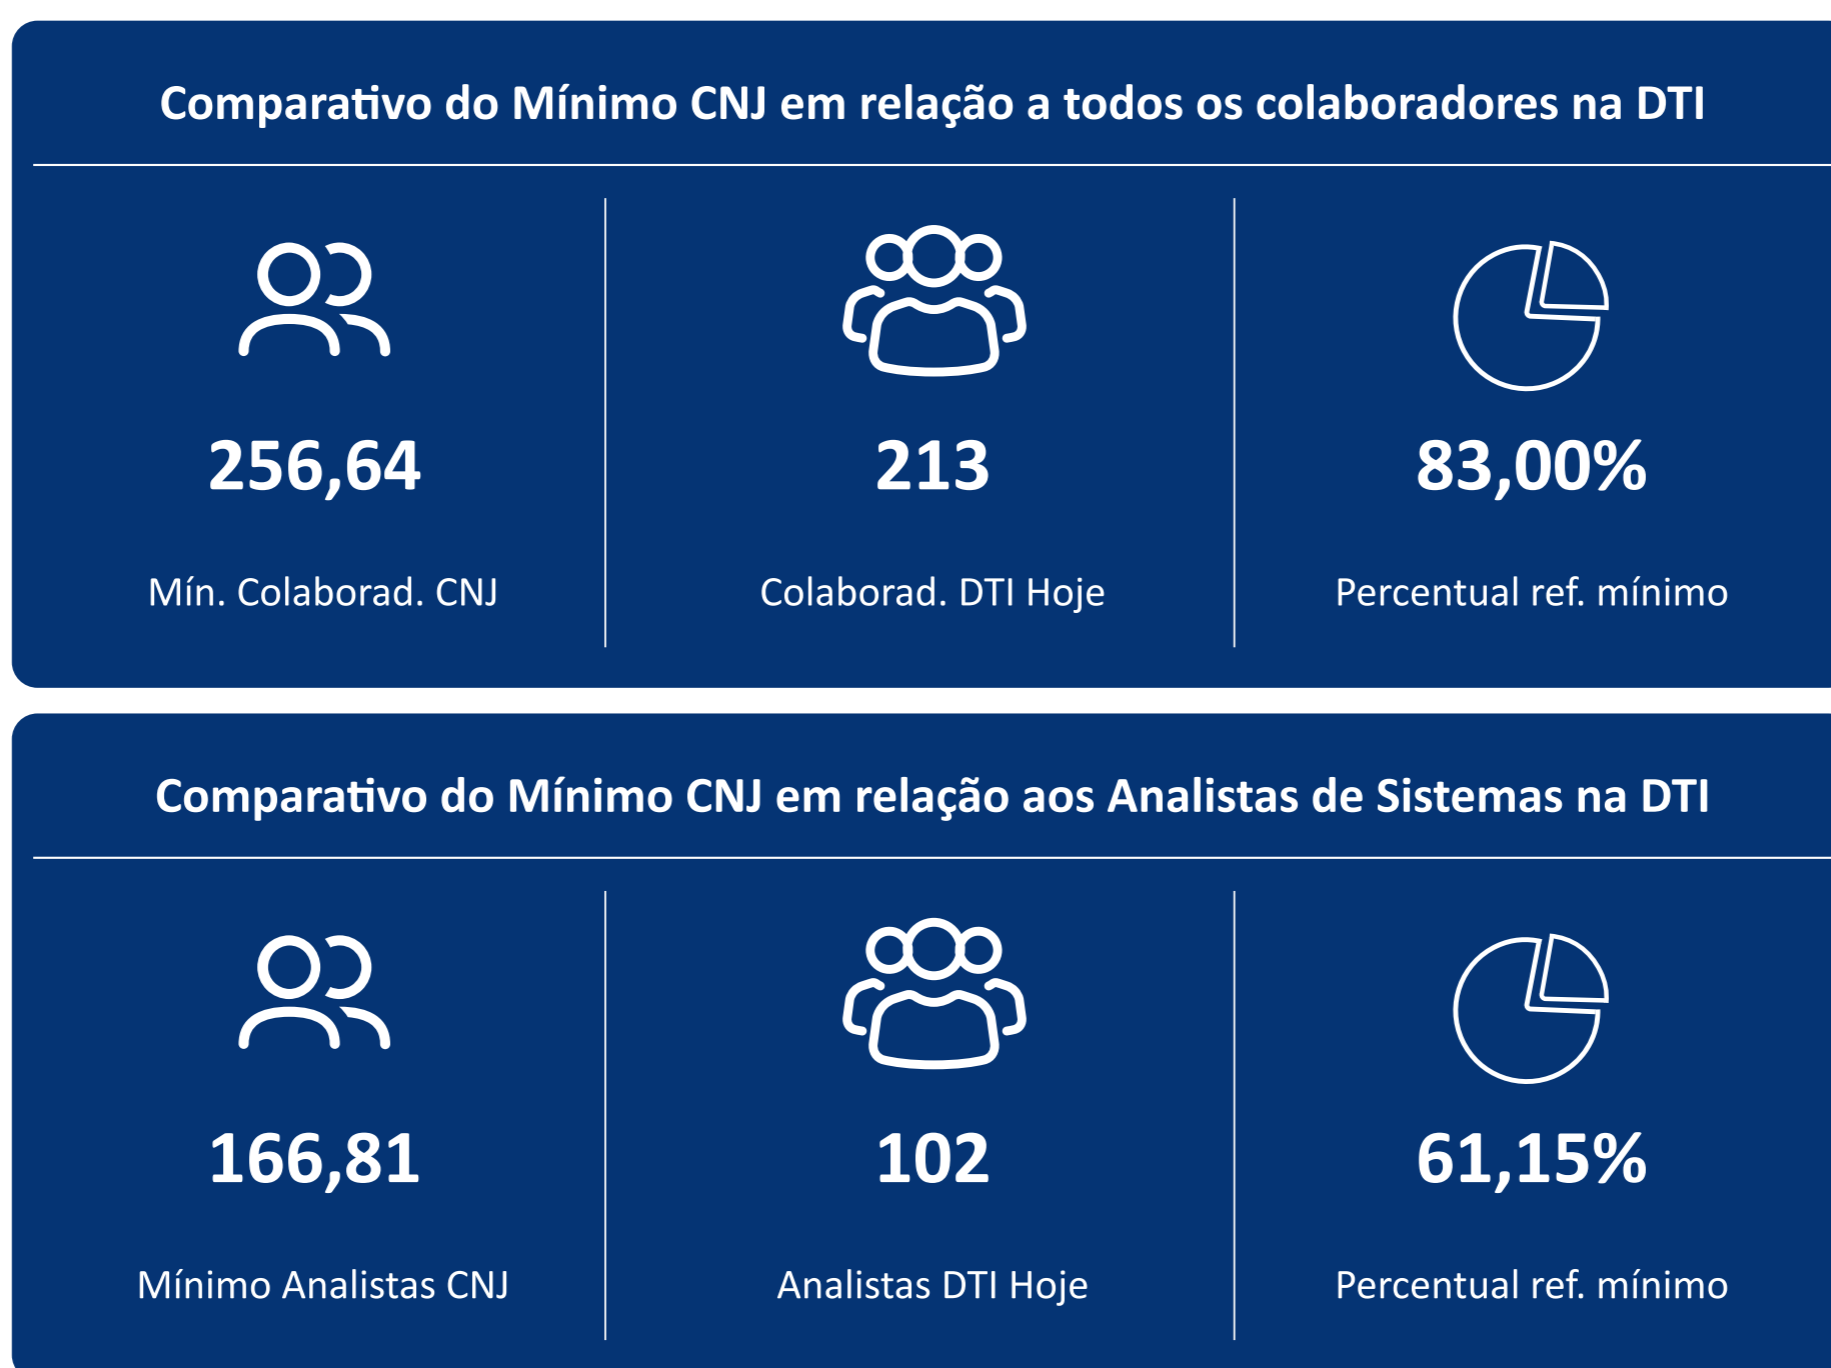 Comparativo do Mínimo CNJ em relação a todos os colaboradores na DTI
256,64
213
83,00%
Mín. Colaborad. CNJ
Colaborad. DTI Hoje
Percentual ref. mínimo
Comparativo do Mínimo CNJ em relação aos Analistas de Sistemas na DTI
166,81
102
61,15%
Mínimo Analistas CNJ
Analistas DTI Hoje
Percentual ref. mínimo